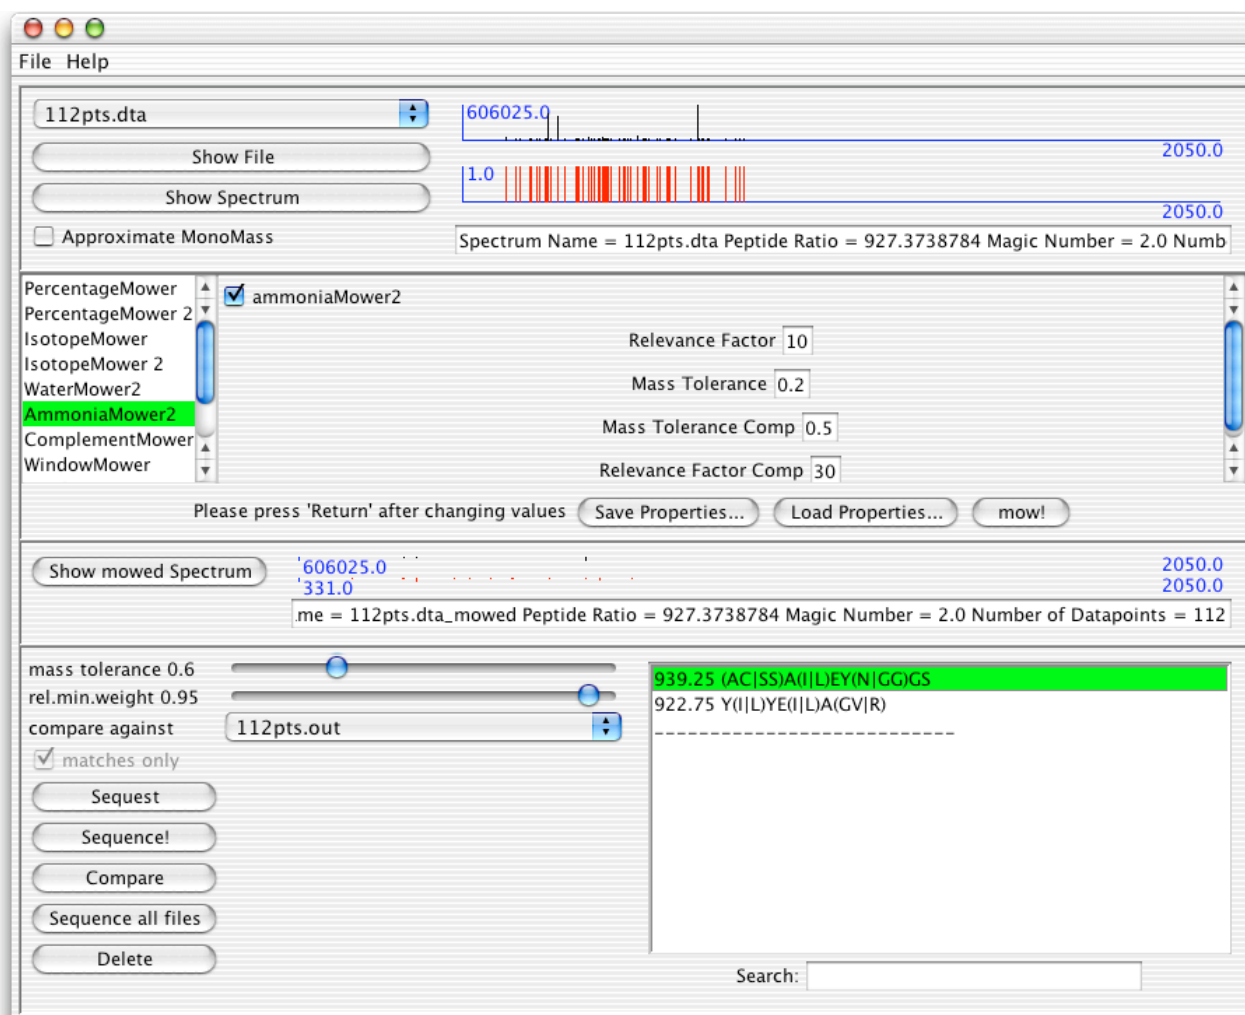 File Help
112pts.dta
Show File
Show Spectrum
Approximate MonoMass
606025.0
2050.0
1.0
2050.0
Spectrum Name = 112pts.dta Peptide Ratio = 927.3738784 Magic Number = 2.0 Numb
PercentageMower
PercentageMower 2
IsotopeMower
IsotopeMower 2
WaterMower2
AmmoniaMower2
ComplementMower
WindowMower
ammoniaMower2
Relevance Factor 10
Mass Tolerance 0.2
Mass Tolerance Comp 0.5
Relevance Factor Comp 30
Please press 'Return' after changing values Save Properties... Load Properties... mow!
Show mowed Spectrum
606025.0 2050.0
331.0 2050.0
me = 112pts.dta_mowed Peptide Ratio = 927.3738784 Magic Number = 2.0 Number of Datapoints = 112
mass tolerance 0.6
rel.min.weight 0.95
compare against 112pts.out
matches only
Sequest
Sequence!
Compare
Sequence all files
Delete
939.25 (AC|SS)A(I|L)EY(N|GG)GS
922.75 Y(I|L)YE(I|L)A(GV|R)
---------------------------
Search: